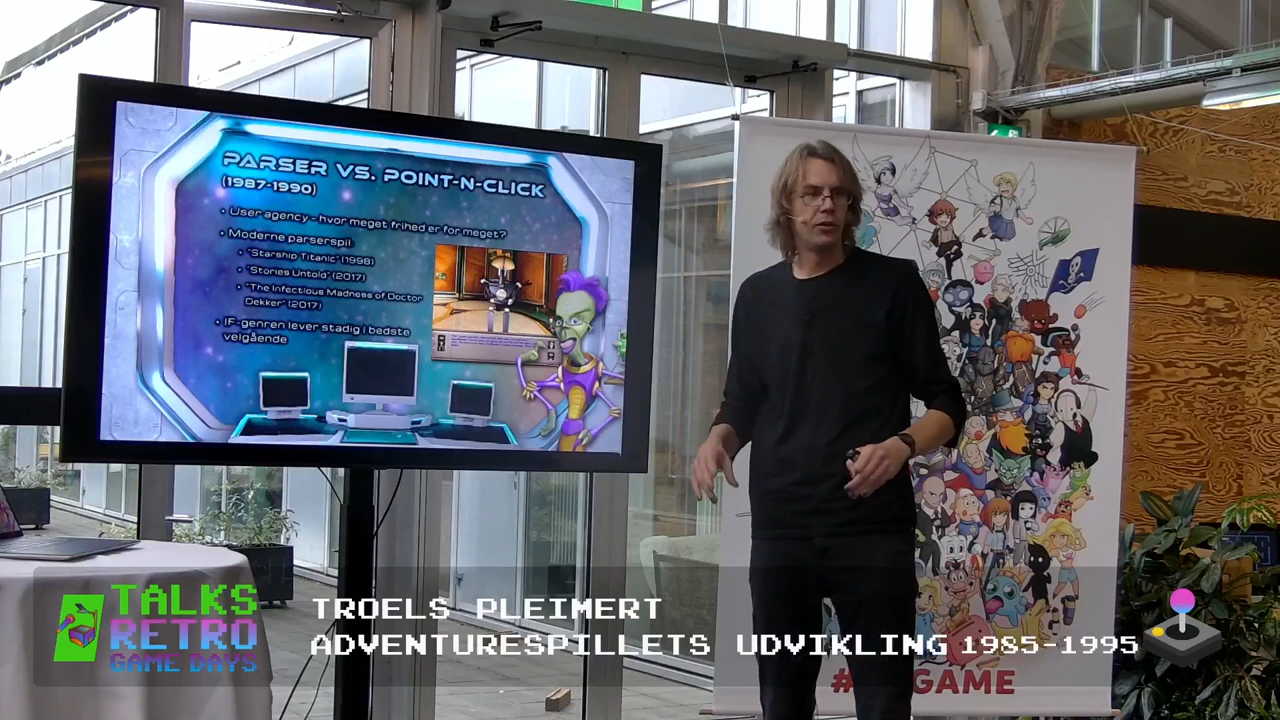 PARSER VS. POINT-N-CLICK
(1987-1990)
• User agency - hvor meget frihed er for meget?
• Moderne parserspil
• "Starship Titanic" (1998)
• "Stories Untold" (2017)
• "The Infectious Madness of Doctor
Dekker" (2017)
• IF-genren lever stadig i bedste
velgående
TALKS
RETRO
GAME DAYS
TROELS PLEIMERT
ADVENTURESPILLETS UDVIKLING 1985-1995
GAME